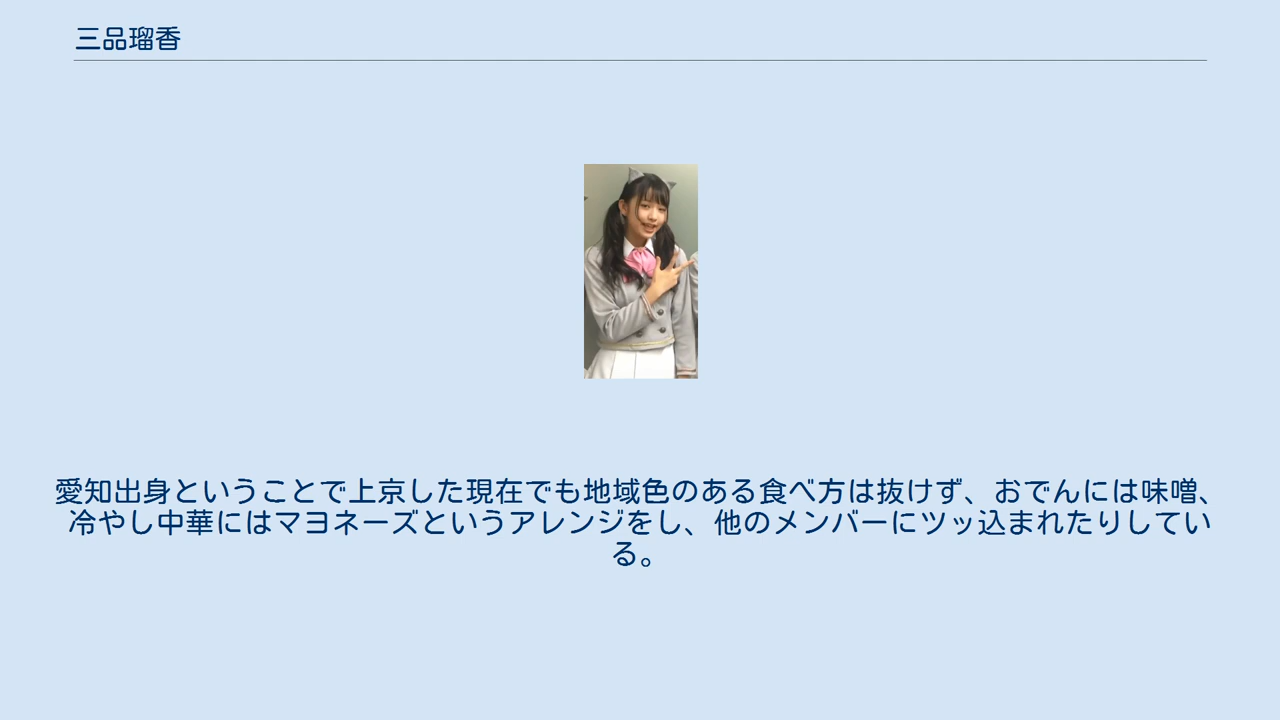 三品瑠香
愛知出身ということで上京した現在でも地域色のある食べ方は抜けず、おでんには味噌、
冷やし中華にはマヨネーズというアレンジをし、他のメンバーにツッ込まれたりしてい
る。